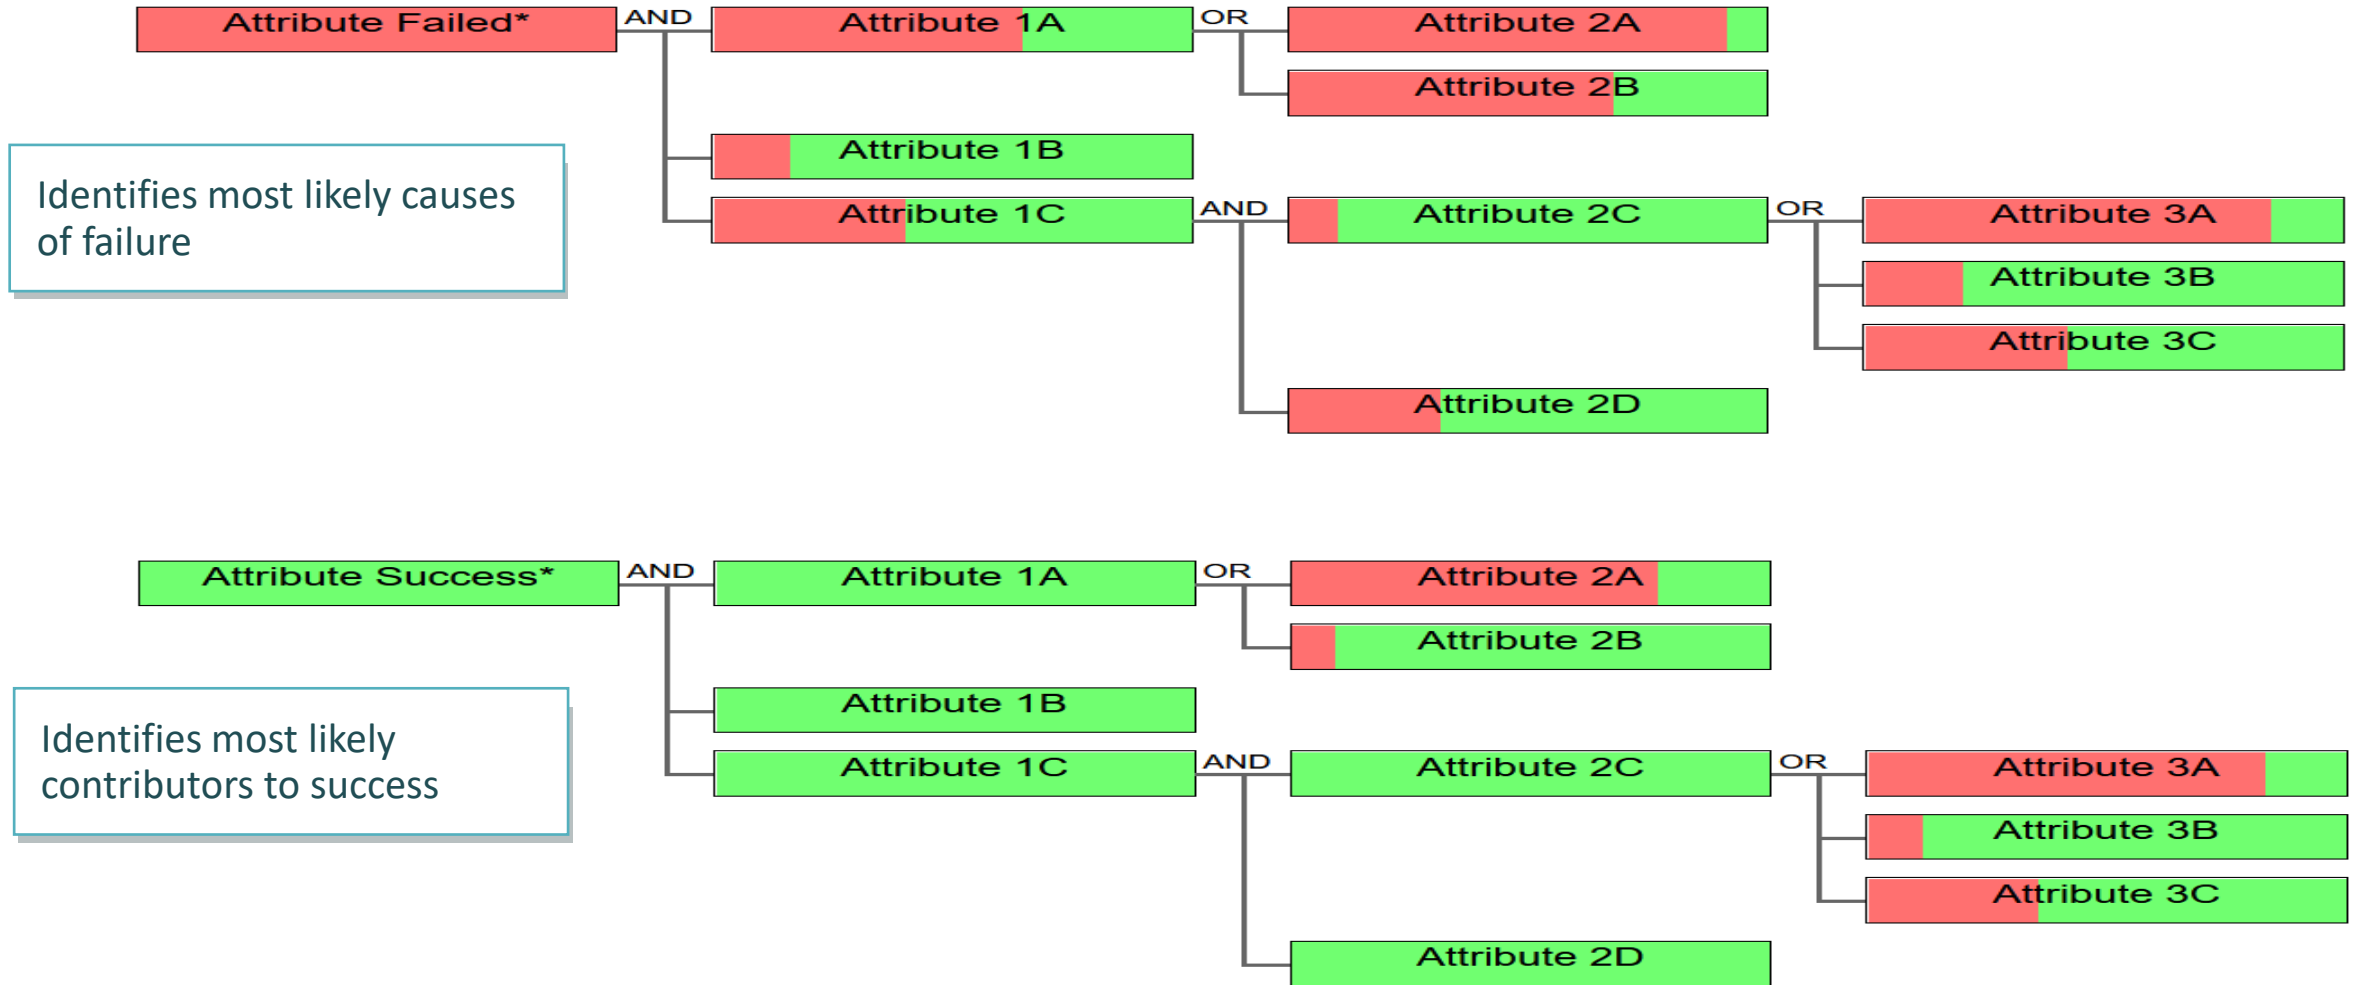 Attribute Failed*
AND
Attribute 1A
OR
Attribute 2A
Attribute 2B
Attribute 1B
Attribute 1C
AND
Attribute 2C
OR
Attribute 3A
Attribute 3B
Attribute 3C
Attribute 2D
Identifies most likely causes
of failure
Attribute Success*
AND
Attribute 1A
OR
Attribute 2A
Attribute 2B
Attribute 1B
Attribute 1C
AND
Attribute 2C
OR
Attribute 3A
Attribute 3B
Attribute 3C
Attribute 2D
Identifies most likely
contributors to success